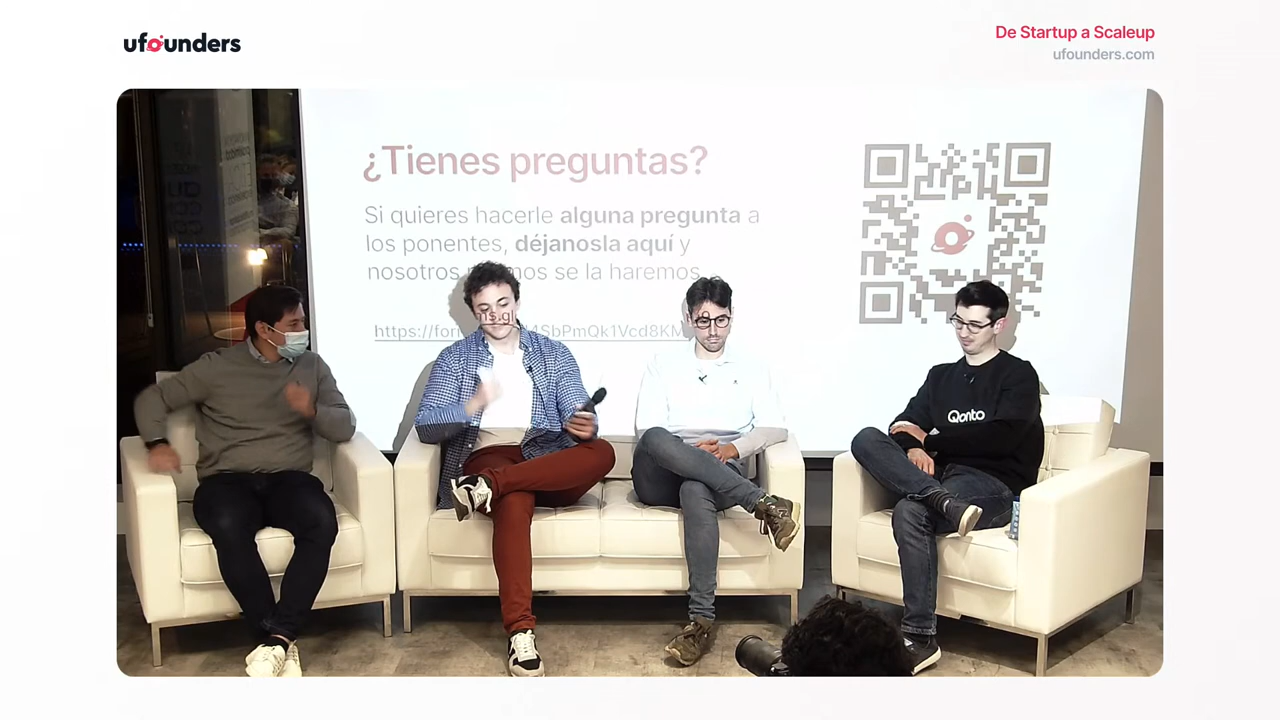 ufounders
De Startup a Scaleup
ufounders.com
¿Tienes preguntas?
Si quieres hacerle alguna pregunta a
los ponentes, déjanosla aquí y
nosotros se la haremos.
Qonto